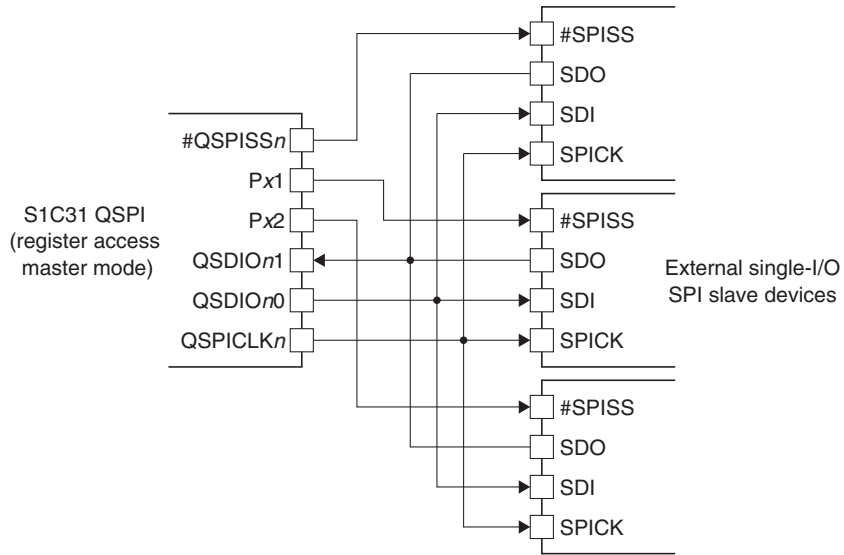 #SPISS
SDO
SDI
SPICK
#QSPISSn
Px1
Px2
QSDIOn1
QSDIOn0
QSPICLKn
S1C31 QSPI
(register access
master mode)
#SPISS
SDO
SDI
SPICK
External single-I/O
SPI slave devices
#SPISS
SDO
SDI
SPICK